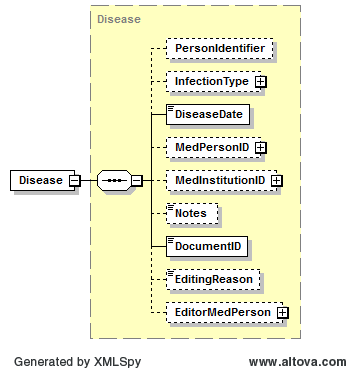 Disease
PersonIdentifier
InfectionType
DiseaseDate
MedPersonID
Disease
MedInstitutionID
Notes
DocumentID
EditingReason
EditorMedPerson
Generated by XMLSpy
www.altova.com